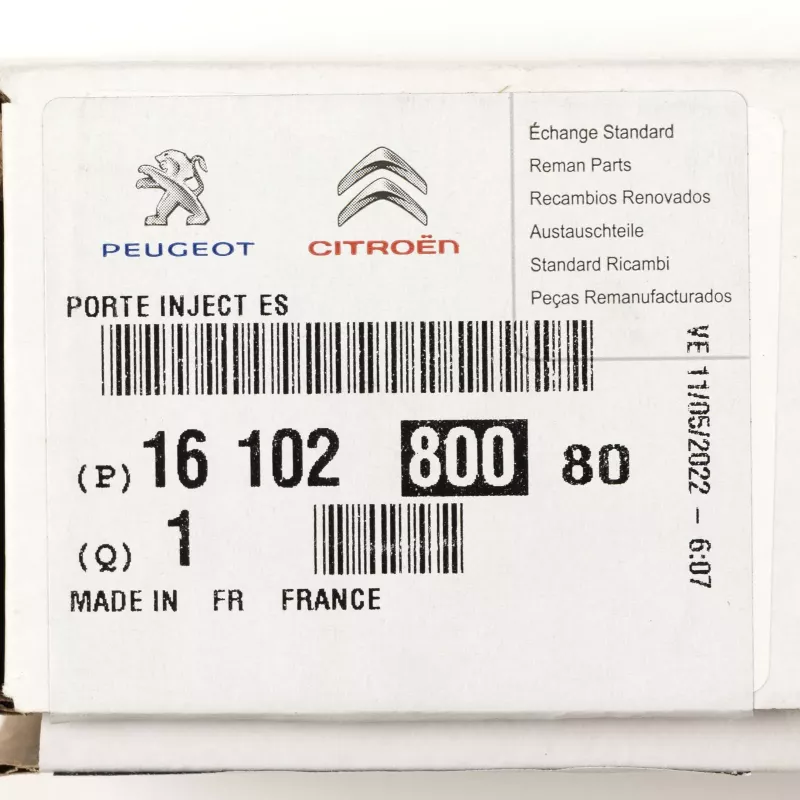 PEUGEOT
CITROËN
Échange Standard
Reman Parts
Recambios Renovados
Austauschteile
Standard Ricambi
Peças Remanufacturados
PORTE INJECT ES
(P) 16 102 800 80
(Q) 1
MADE IN FR FRANCE
VE 11/05/2022 - 6:07